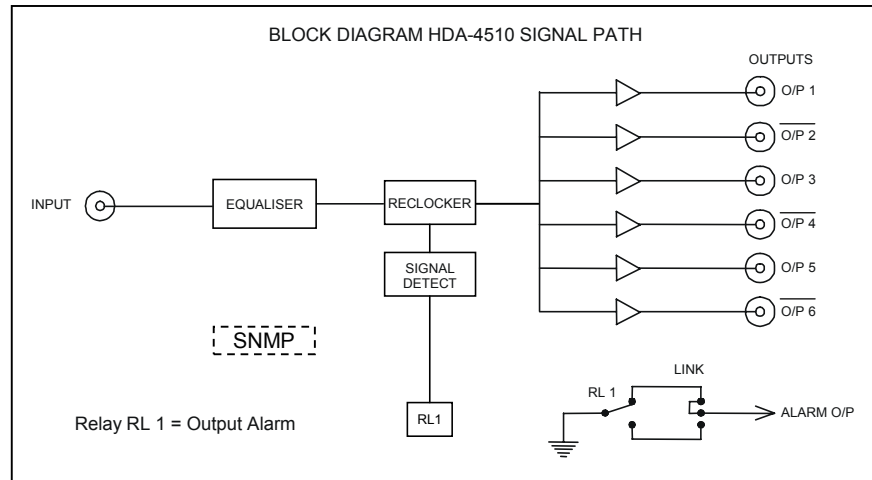 BLOCK DIAGRAM HDA-4510 SIGNAL PATH
OUTPUTS
O/P 1
O/P 2
O/P 3
INPUT
EQUALISER
RECLOCKER
O/P 4
SIGNAL
DETECT
O/P 5
O/P 6
SNMP
LINK
RL 1
Relay RL 1 = Output Alarm
RL1
ALARM O/P